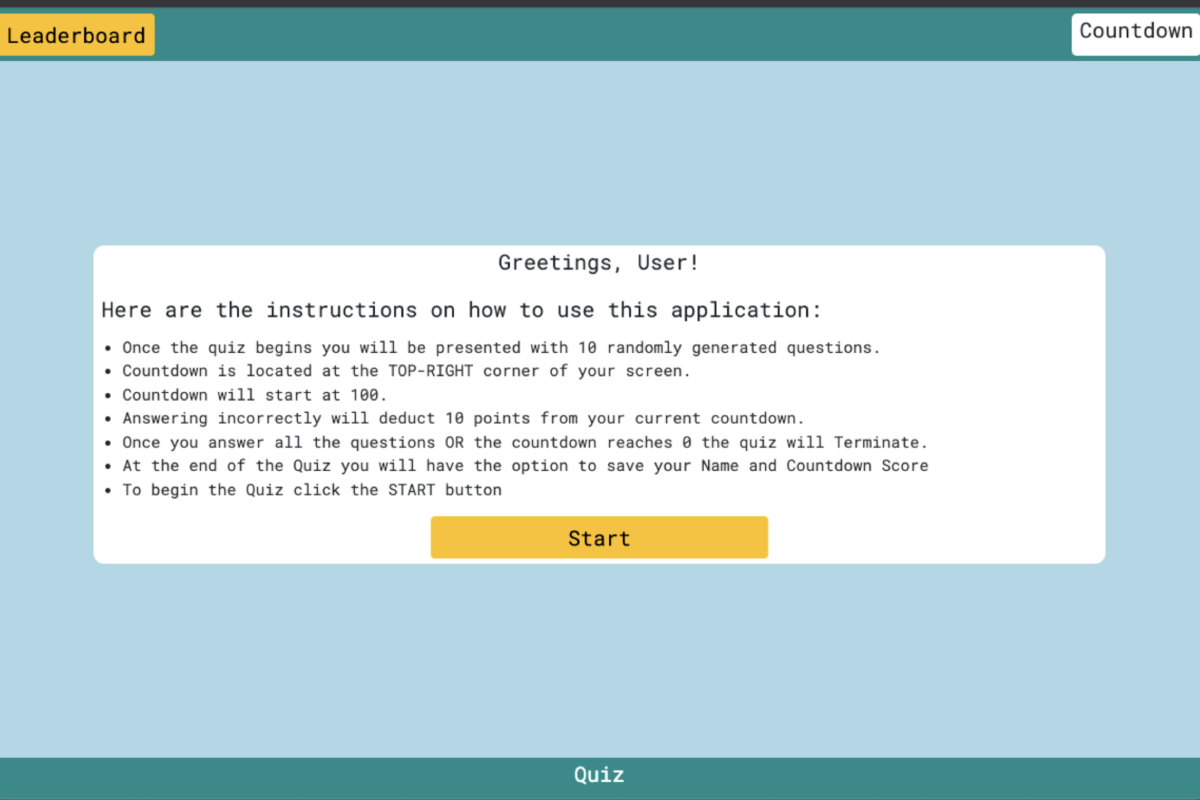 Leaderboard
Countdown
Greetings, User!
Here are the instructions on how to use this application:
• Once the quiz begins you will be presented with 10 randomly generated questions.
• Countdown is located at the TOP-RIGHT corner of your screen.
• Countdown will start at 100.
• Answering incorrectly will deduct 10 points from your current countdown.
• Once you answer all the questions OR the countdown reaches 0 the quiz will Terminate.
• At the end of the Quiz you will have the option to save your Name and Countdown Score
• To begin the Quiz click the START button
Start
Quiz